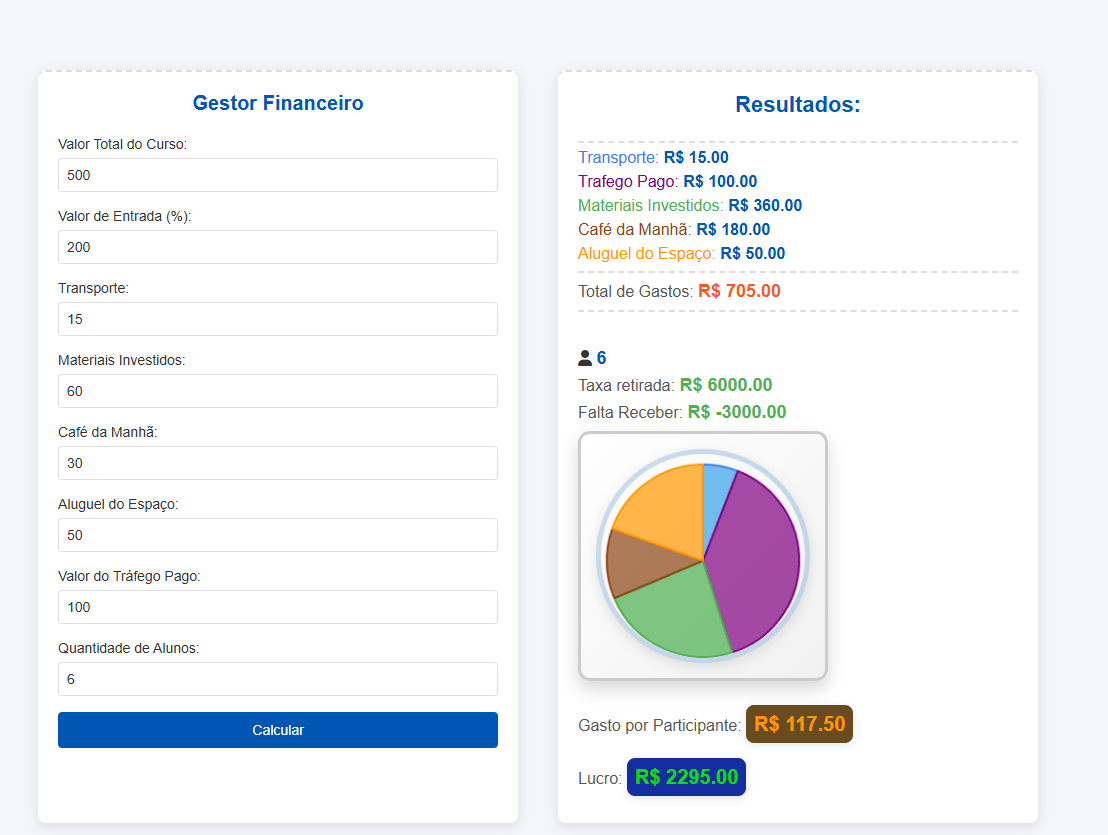 Gestor Financeiro
Valor Total do Curso:
500
Valor de Entrada (%):
200
Transporte:
15
Materiais Investidos:
60
Café da Manhã:
30
Aluguel do Espaço:
50
Valor do Tráfego Pago:
100
Quantidade de Alunos:
6
Calcular
Resultados:
Transporte: R$ 15.00
Trafego Pago: R$ 100.00
Materiais Investidos: R$ 360.00
Café da Manhã: R$ 180.00
Aluguel do Espaço: R$ 50.00
Total de Gastos: R$ 705.00
6
Taxa retirada: R$ 6000.00
Falta Receber: R$ -3000.00
Gasto por Participante: R$ 117.50
Lucro: R$ 2295.00